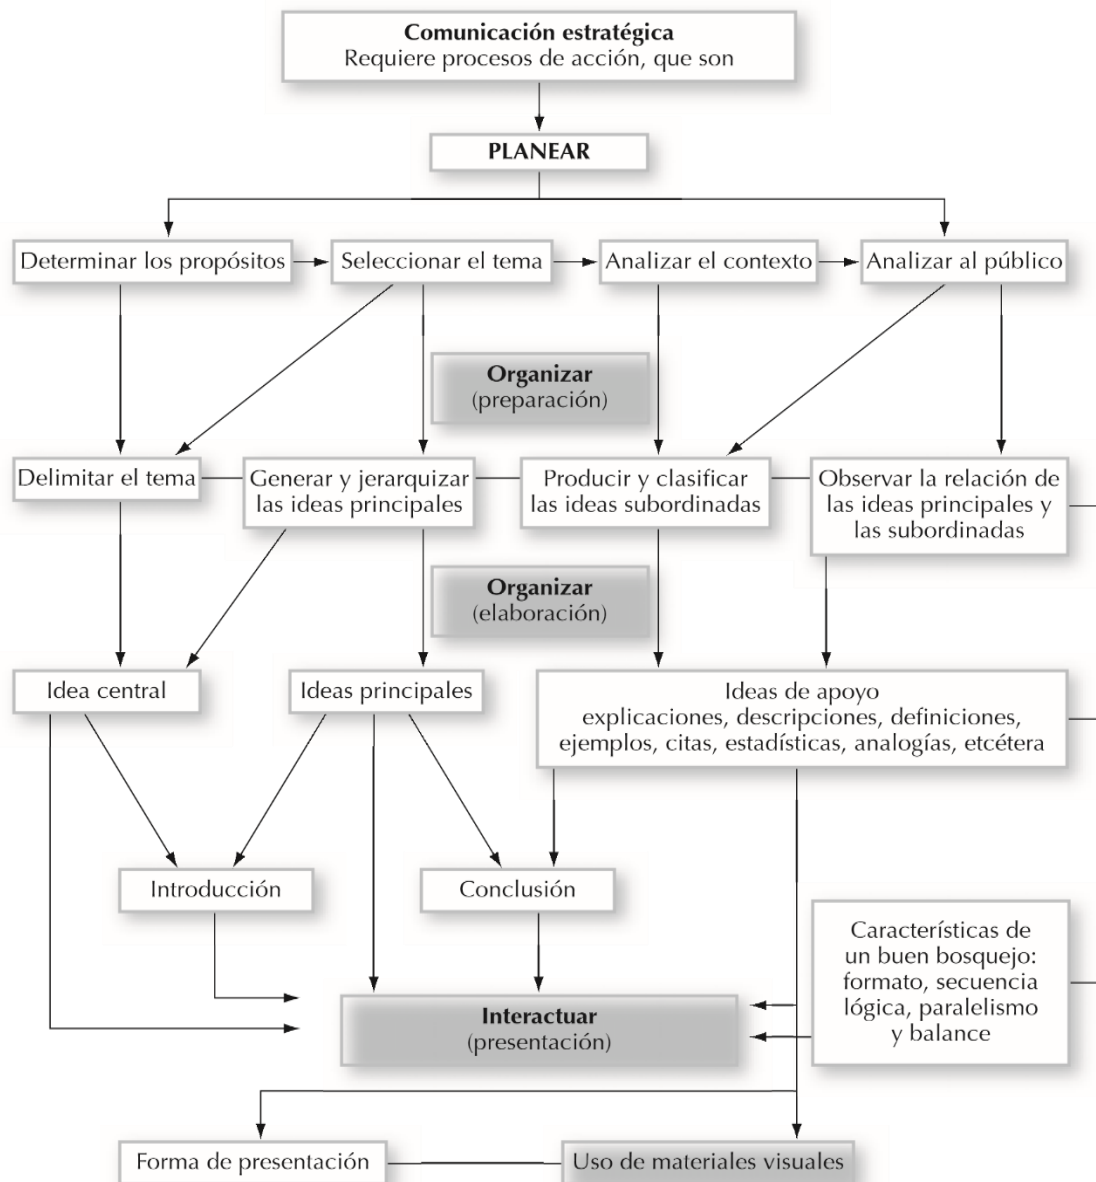 Comunicación estratégica
Requiere procesos de acción, que son
PLANEAR
Determinar los propósitos
Seleccionar el tema
Analizar el contexto
Analizar al público
Organizar
(preparación)
Delimitar el tema
Generar y jerarquizar
las ideas principales
Producir y clasificar
las ideas subordinadas
Observar la relación de
las ideas principales y
las subordinadas
Organizar
(elaboración)
Idea central
Ideas principales
Ideas de apoyo
explicaciones, descripciones, definiciones,
ejemplos, citas, estadísticas, analogías, etcétera
Introducción
Conclusión
Características de
un buen bosquejo:
formato, secuencia
lógica, paralelismo
y balance
Interactuar
(presentación)
Forma de presentación
Uso de materiales visuales